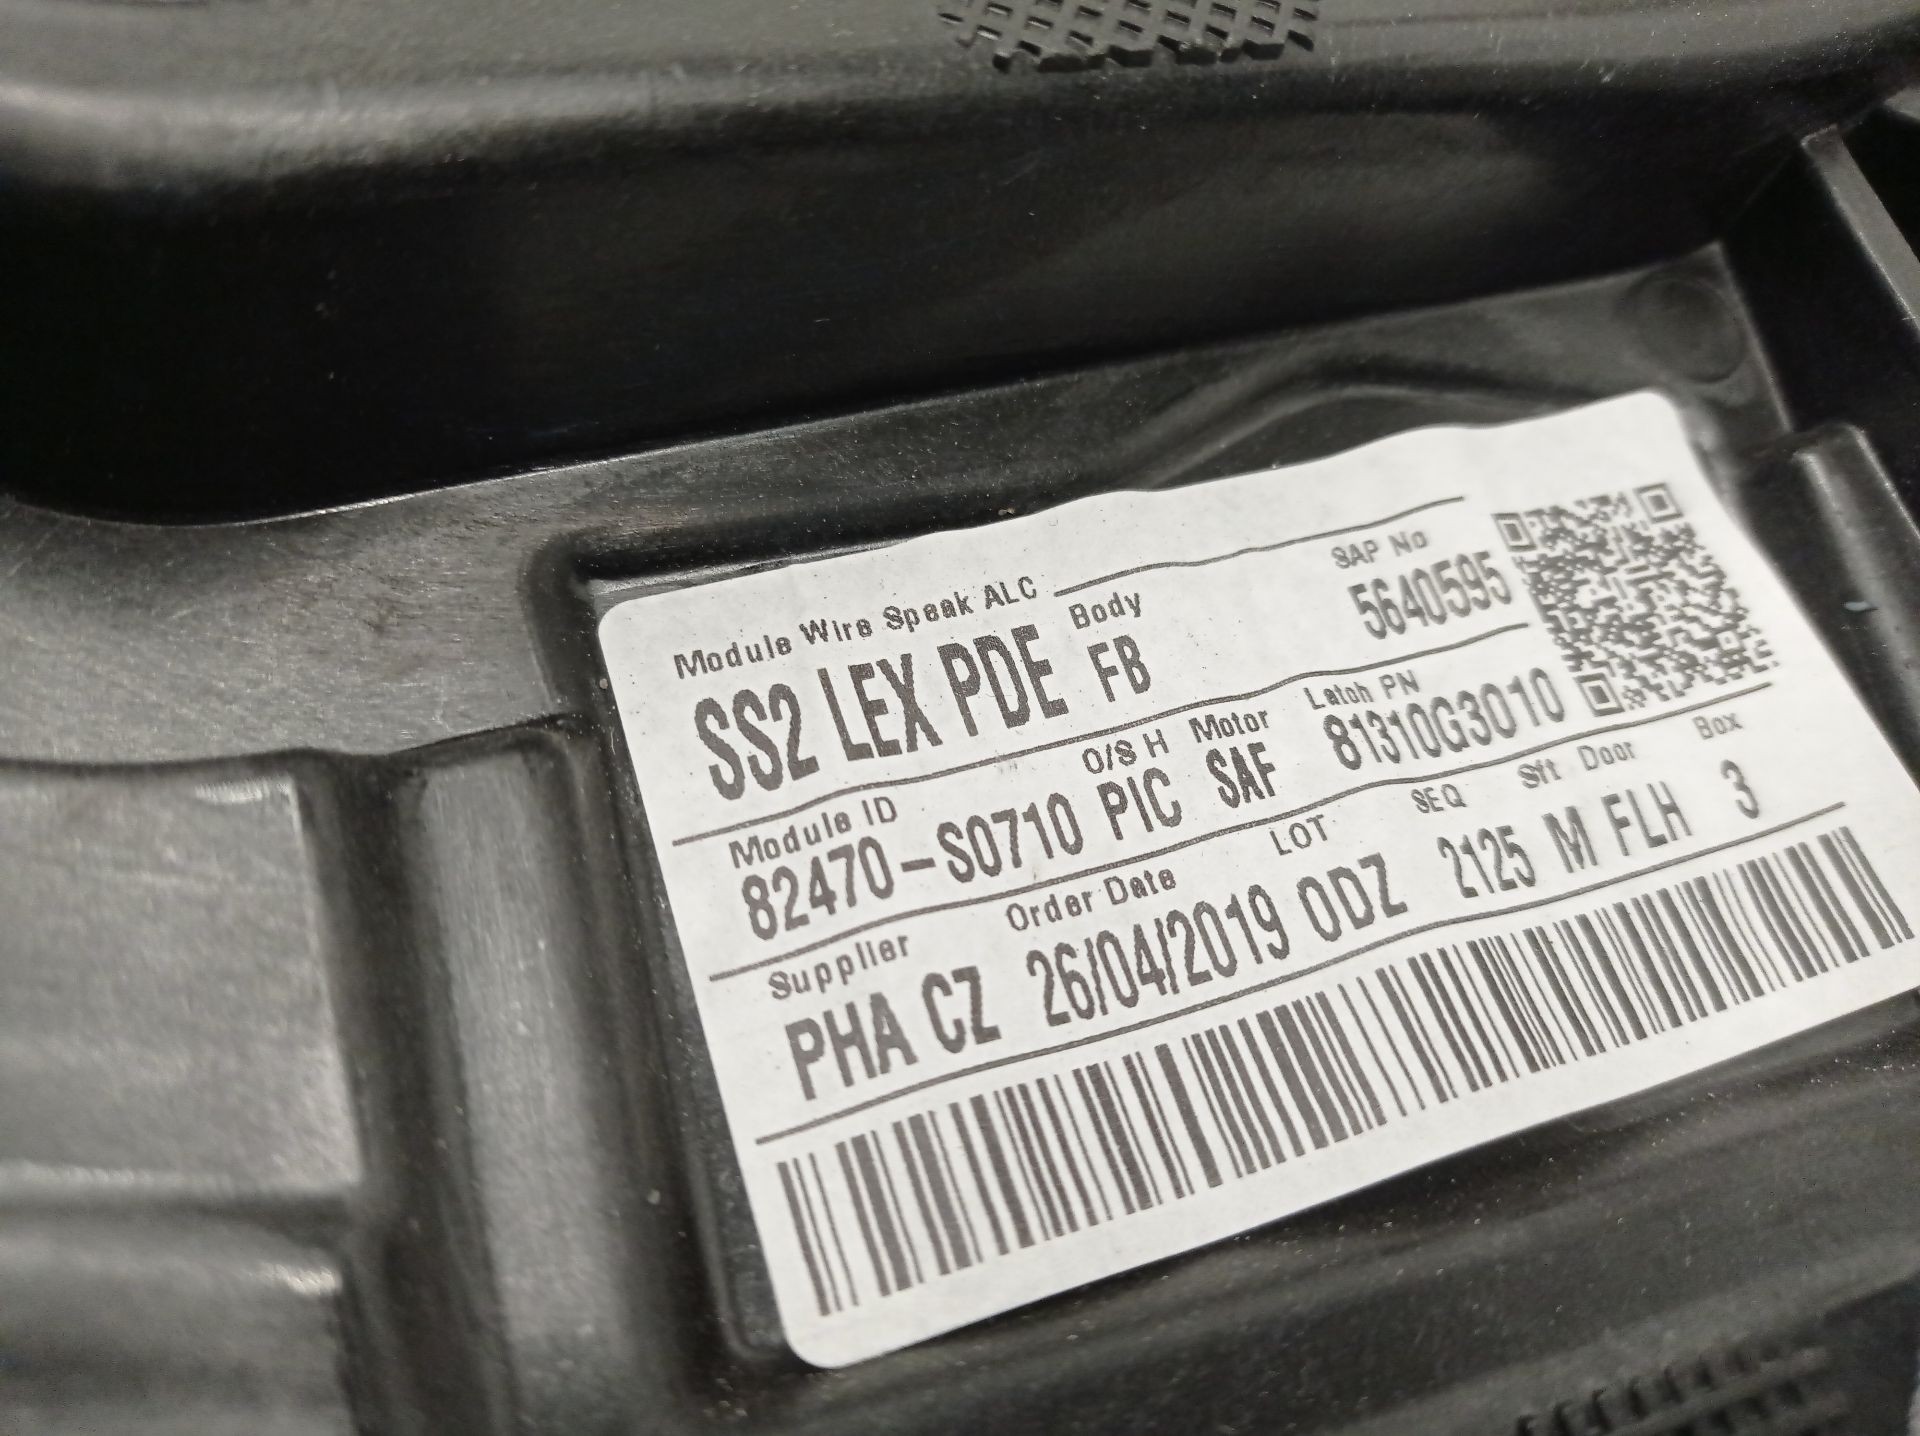 Module Wire Speak ALC Body SAP No
SS2 LEX PDE FB 5640595
Module ID O/S H Motor Latch PN
82470-S0710 PIC SAF 81310G3010
Supplier Order Date LOT SEQ Sft Door Box
PHA CZ 26/04/2019 0DZ 2125 M FLH 3